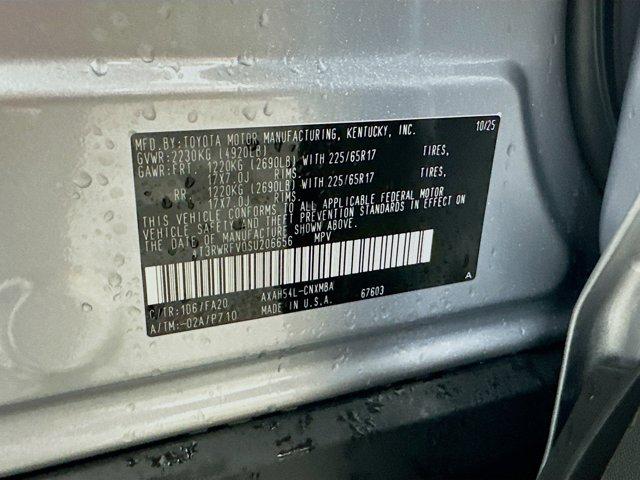 MFD.BY:TOYOTA MOTOR MANUFACTURING, KENTUCKY, INC. 10/25
GVWR:2230KG (4920LB)
GAWR:FRT 1220KG (2690LB) WITH 225/65R17 TIRES,
17X7.0J RIMS.
RR 1220KG (2690LB) WITH 225/65R17 TIRES,
17X7.0J RIMS.
THIS VEHICLE CONFORMS TO ALL APPLICABLE FEDERAL MOTOR
VEHICLE SAFETY AND THEFT PREVENTION STANDARDS IN EFFECT ON
THE DATE OF MANUFACTURE SHOWN ABOVE.
MPV
C/TR:106/FA20 AXAH54L-CNXMBA 67603 A
A/TM:-02A/P710 MADE IN U.S.A.